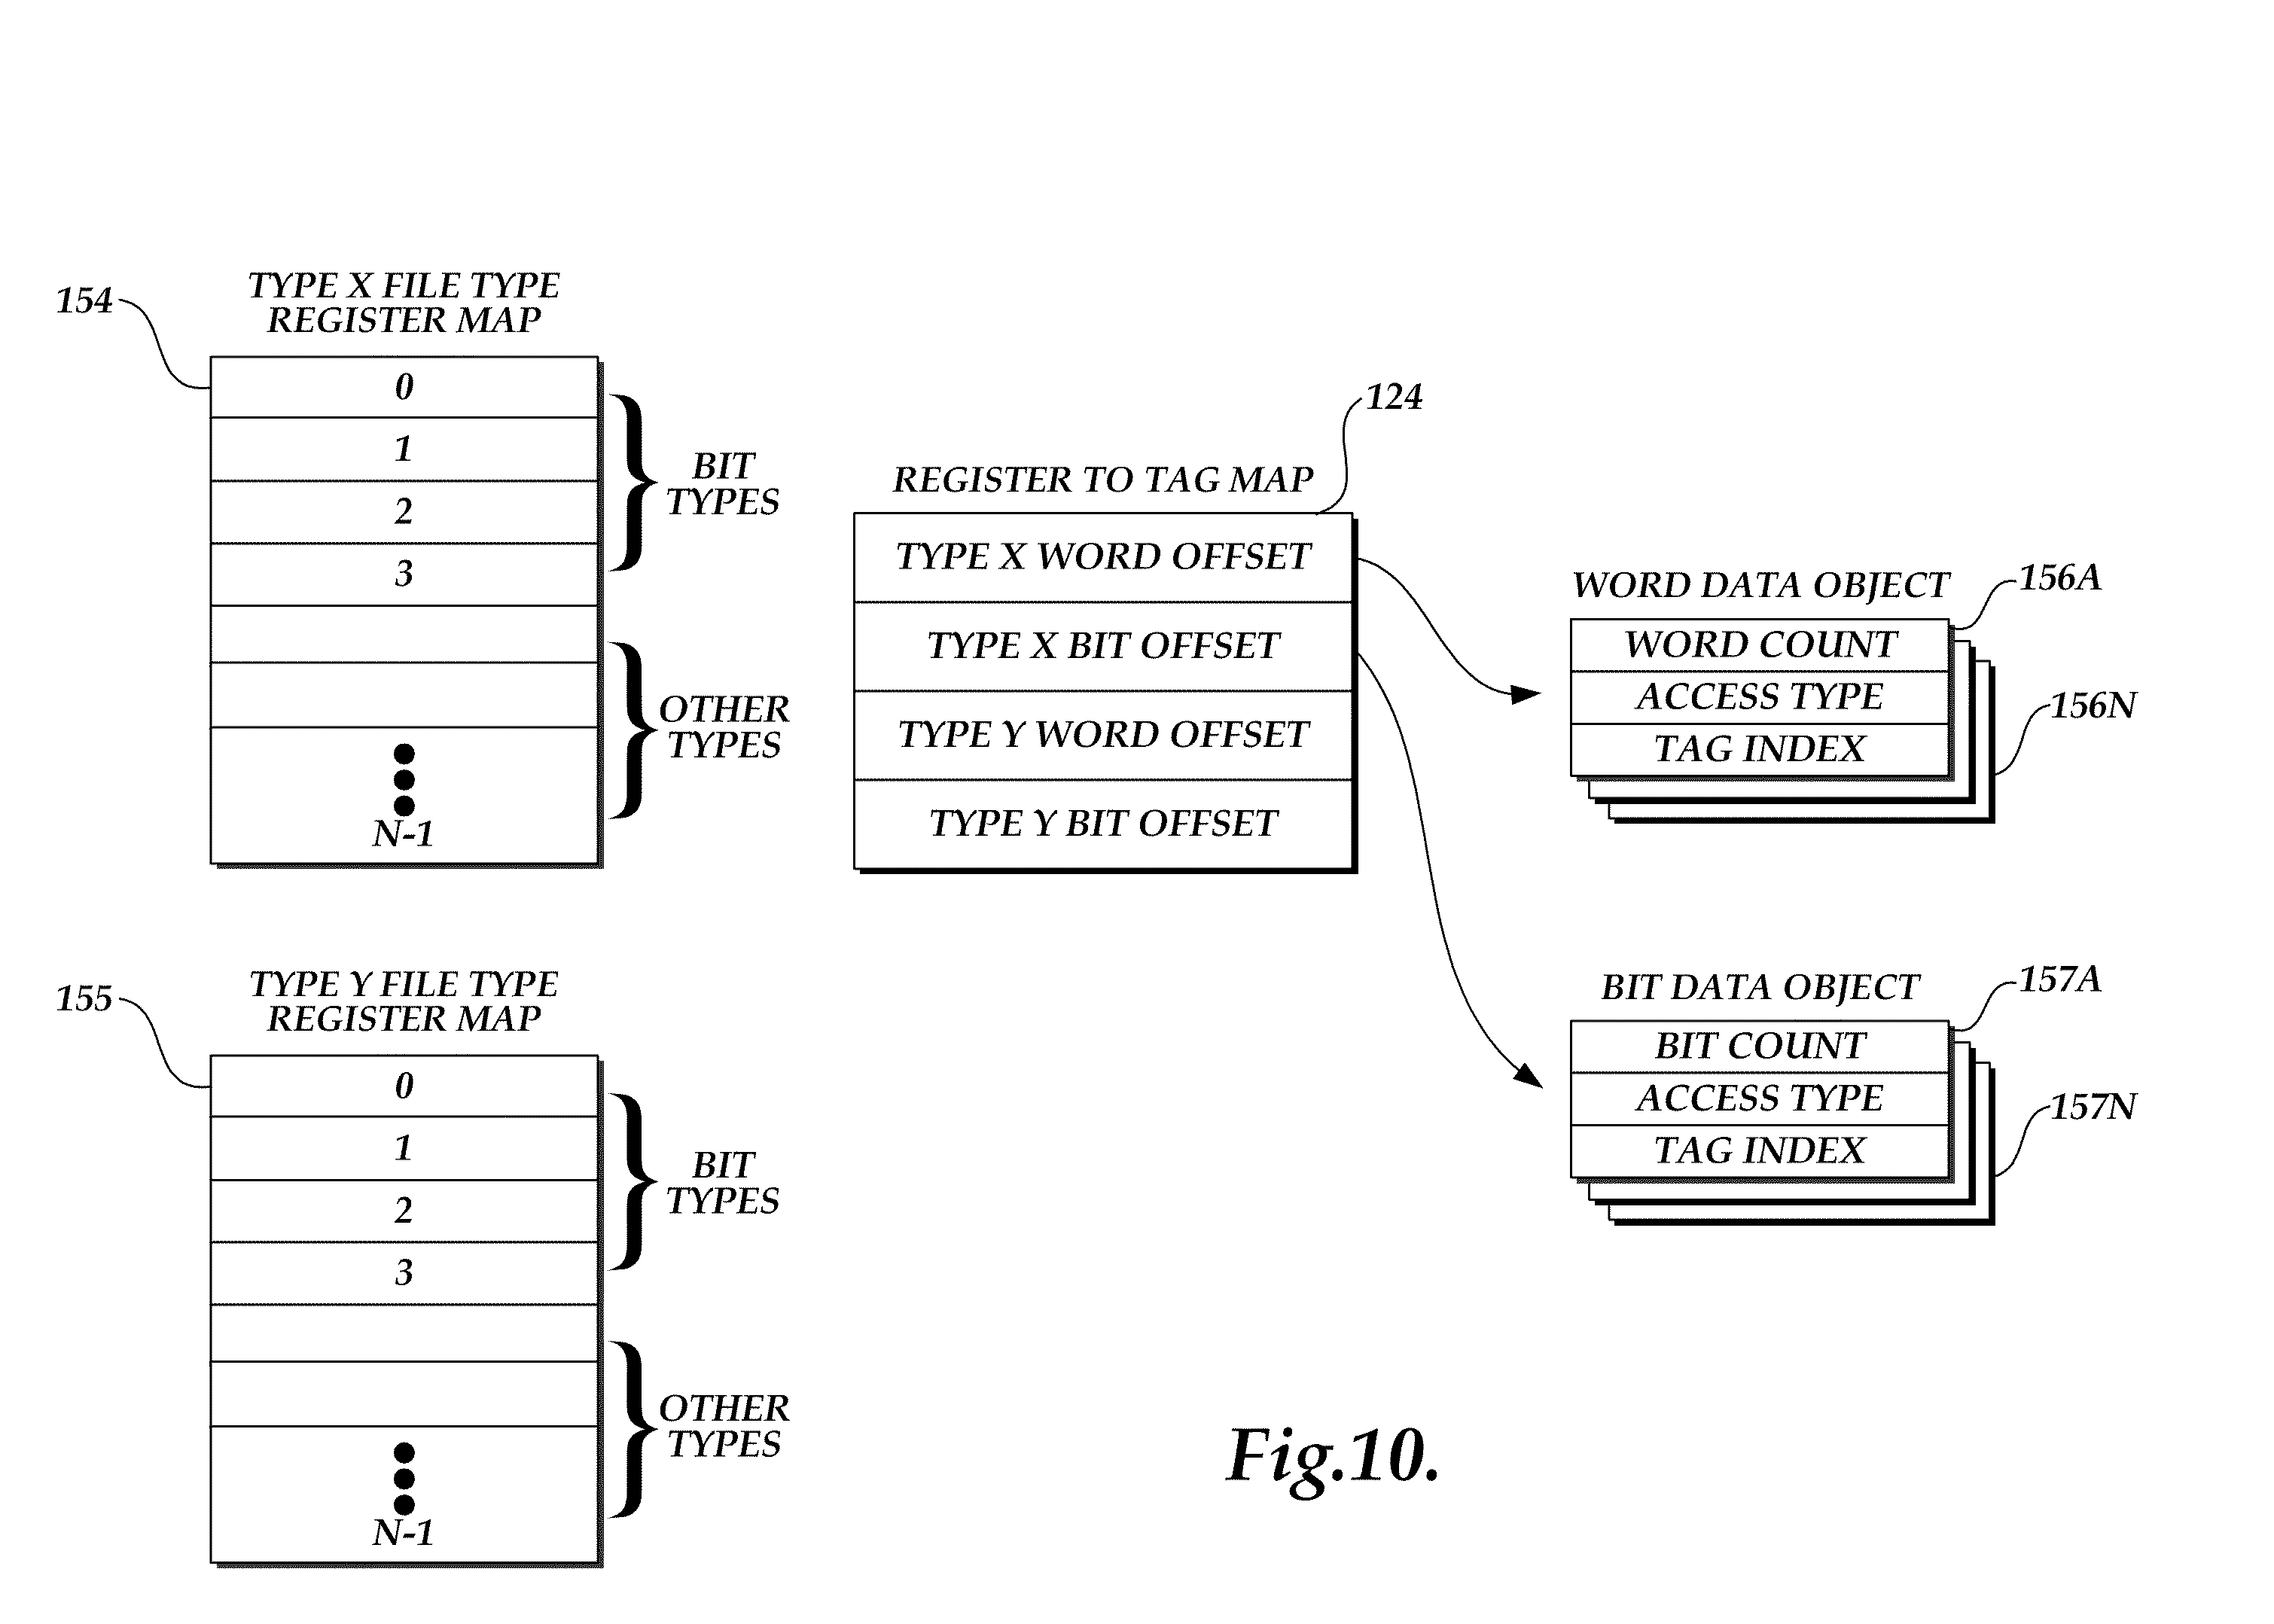 TYPE X FILE TYPE
REGISTER MAP
154
0
1
2
3
N-1
BIT
TYPES
OTHER
TYPES
TYPE Y FILE TYPE
REGISTER MAP
155
0
1
2
3
N-1
BIT
TYPES
OTHER
TYPES
124
REGISTER TO TAG MAP
TYPE X WORD OFFSET
TYPE X BIT OFFSET
TYPE Y WORD OFFSET
TYPE Y BIT OFFSET
WORD DATA OBJECT
156A
WORD COUNT
ACCESS TYPE
TAG INDEX
156N
BIT DATA OBJECT
157A
BIT COUNT
ACCESS TYPE
TAG INDEX
157N
Fig.10.